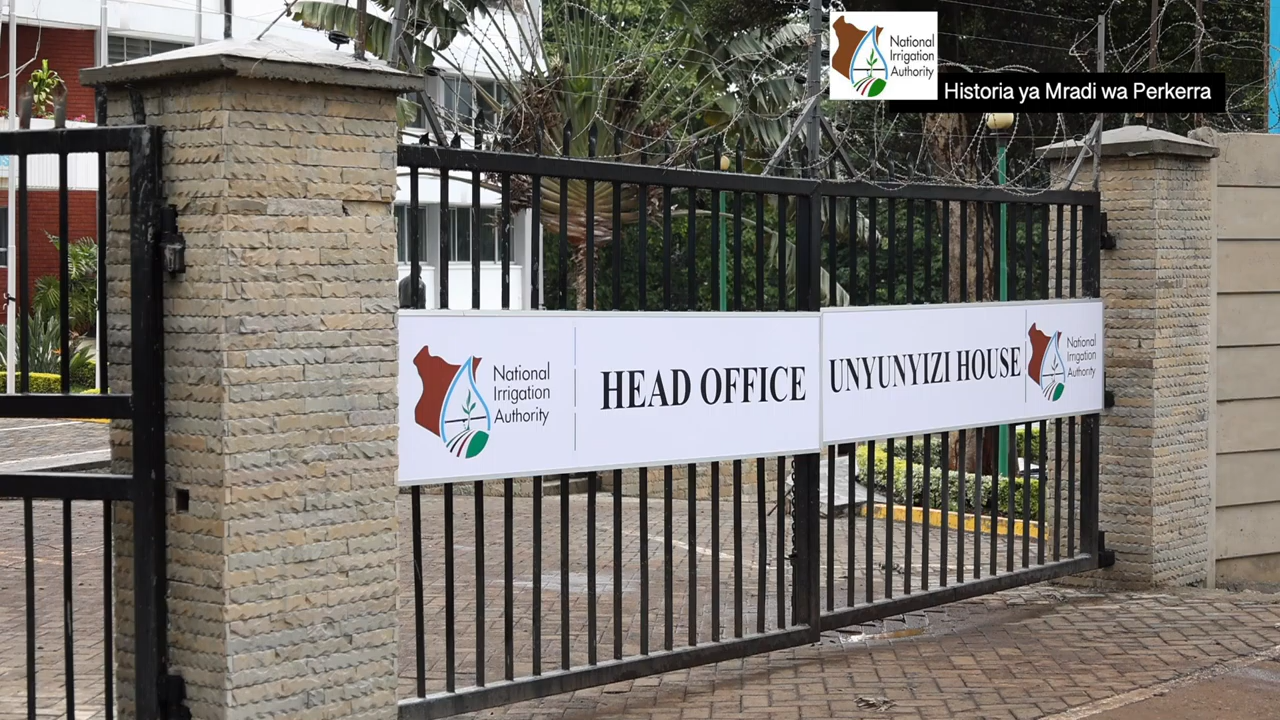 National
Irrigation
Authority
Historia ya Mradi wa Perkerra
National
Irrigation
Authority
HEAD OFFICE
UNYUNYIZI HOUSE
National
Irrigation
Authority